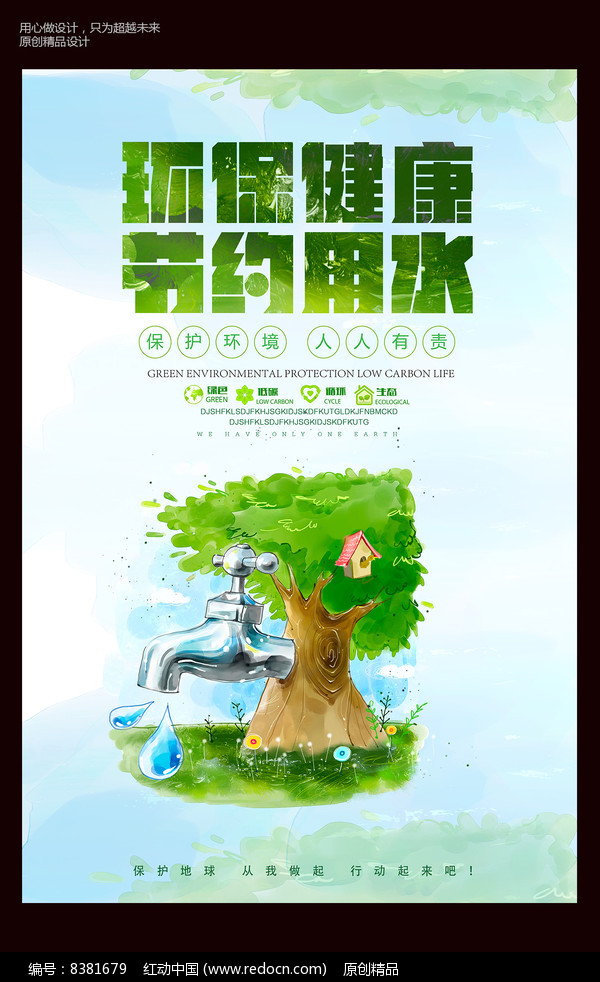 用心做设计，只为超越未来
原创精品设计
环保健康
节约用水
保护环境 人人有责
GREEN ENVIRONMENTAL PROTECTION LOW CARBON LIFE
绿色 GREEN 低碳 LOW CARBON 循环 CYCLE 生态 ECOLOGICAL
DJSHFKLSDJFKHJSGKIDJSKDFKUTGLDKJFNBMCKD
DJSHFKLSDJFKHJSGKIDJSKDFKUTG
WE HAVE ONLY ONE EARTH
保护地球 从我做起 行动起来吧！
编号：8381679 红动中国 (www.redocn.com) 原创精品